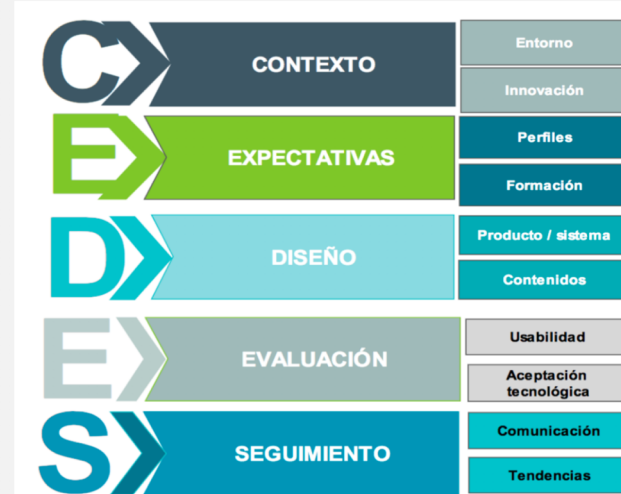 C
CONTEXTO
Entorno
Innovación
E
EXPECTATIVAS
Perfiles
Formación
D
DISEÑO
Producto / sistema
Contenidos
E
EVALUACIÓN
Usabilidad
Aceptación
tecnológica
S
SEGUIMIENTO
Comunicación
Tendencias